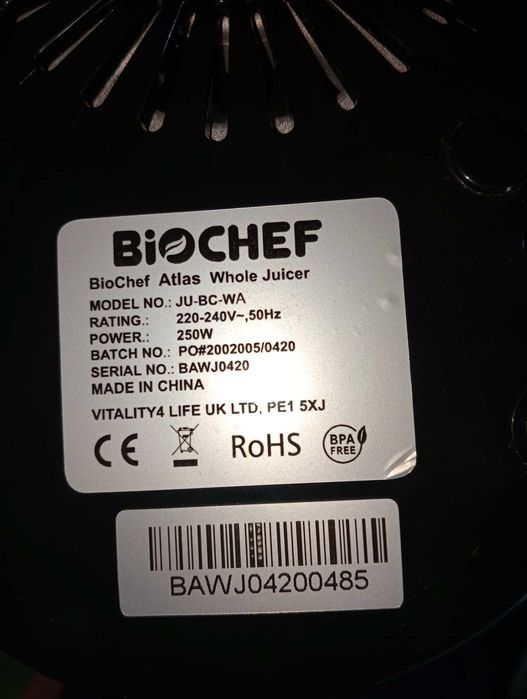 BiOCHEF
BioChef Atlas Whole Juicer
MODEL NO.: JU-BC-WA
RATING.: 220-240V~,50Hz
POWER.: 250W
BATCH NO.: PO#2002005/0420
SERIAL NO.: BAWJ0420
MADE IN CHINA
VITALITY4 LIFE UK LTD, PE1 5XJ
CE RoHS BPA
FREE
BAWJ04200485